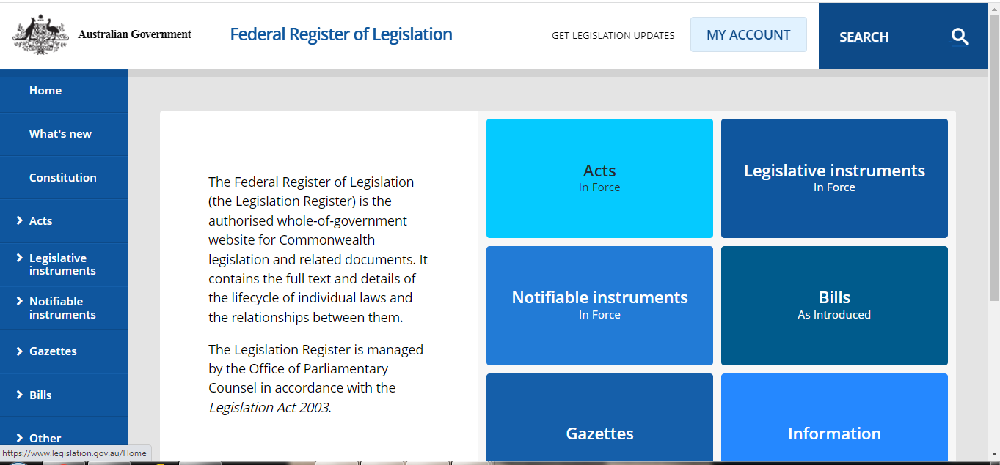 Australian Government
Federal Register of Legislation
GET LEGISLATION UPDATES
MY ACCOUNT
SEARCH
Home
What's new
Constitution
Acts
Legislative
instruments
Notifiable
instruments
Gazettes
Bills
Other
The Federal Register of Legislation
(the Legislation Register) is the
authorised whole-of-government
website for Commonwealth
legislation and related documents. It
contains the full text and details of
the lifecycle of individual laws and
the relationships between them.
The Legislation Register is managed
by the Office of Parliamentary
Counsel in accordance with the
Legislation Act 2003.
Acts
In Force
Legislative instruments
In Force
Notifiable instruments
In Force
Bills
As Introduced
Gazettes
Information
https://www.legislation.gov.au/Home